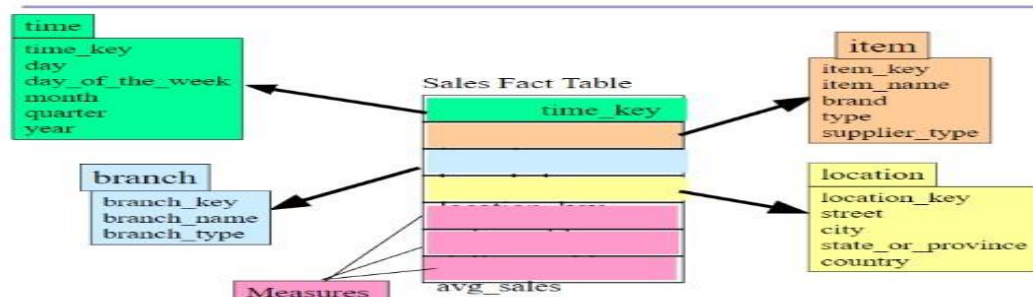 time
time_key
day
day_of_the_week
month
quarter
year
Sales Fact Table
time_key
item
item_key
item_name
brand
type
supplier_type
branch
branch_key
branch_name
branch_type
location
location_key
street
city
state_or_province
country
Measures
avg_sales